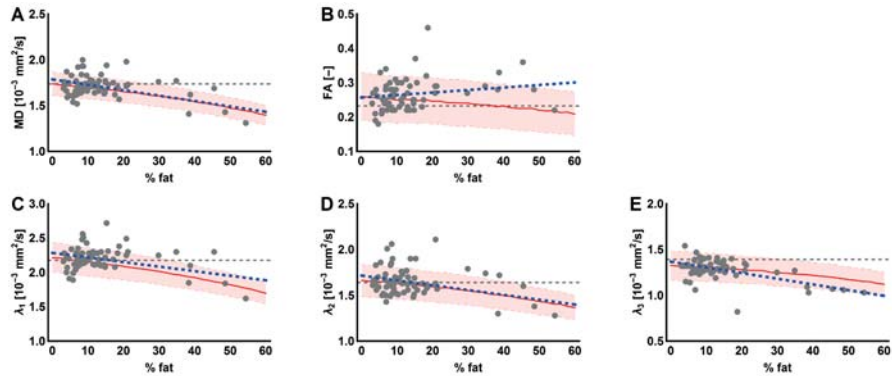 A
MD [10⁻³ mm²/s]
2.5
2.0
1.5
1.0
0 10 20 30 40 50 60
% fat
B
FA [–]
0.5
0.4
0.3
0.2
0.1
0 10 20 30 40 50 60
% fat
C
λ₁ [10⁻³ mm²/s]
3.0
2.5
2.0
1.5
1.0
0 10 20 30 40 50 60
% fat
D
λ₂ [10⁻³ mm²/s]
2.5
2.0
1.5
1.0
0 10 20 30 40 50 60
% fat
E
λ₃ [10⁻³ mm²/s]
2.0
1.5
1.0
0.5
0 10 20 30 40 50 60
% fat